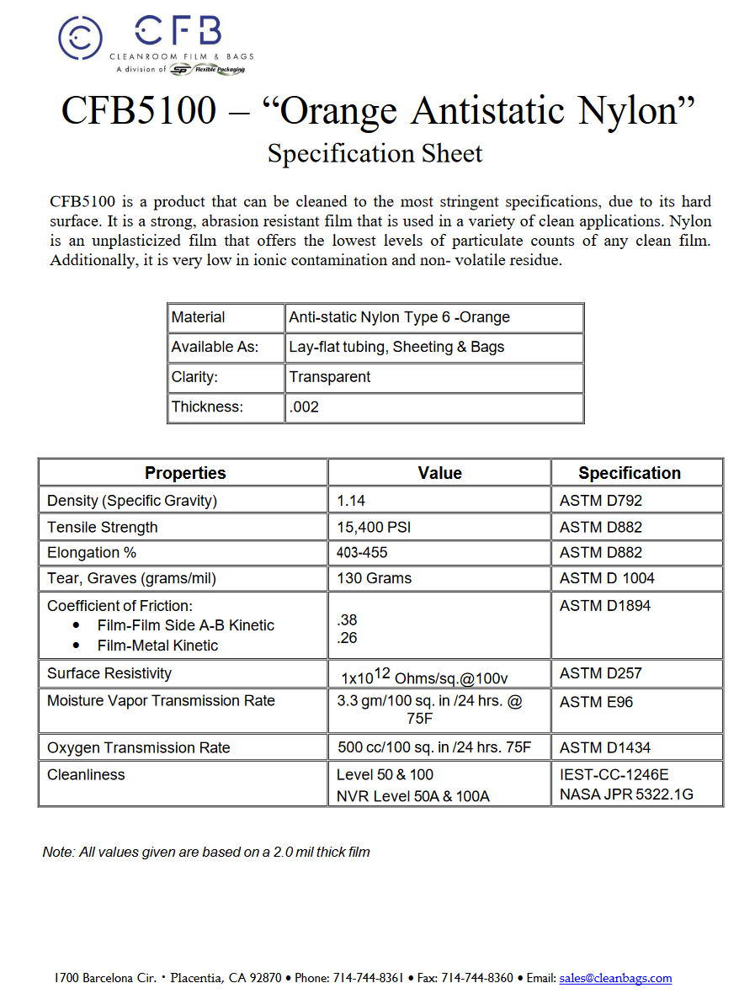 CFB
CLEANROOM FILM & BAGS
A division of SP Flexible Packaging
CFB5100 – “Orange Antistatic Nylon”
Specification Sheet
CFB5100 is a product that can be cleaned to the most stringent specifications, due to its hard
surface. It is a strong, abrasion resistant film that is used in a variety of clean applications. Nylon
is an unplasticized film that offers the lowest levels of particulate counts of any clean film.
Additionally, it is very low in ionic contamination and non- volatile residue.
Material Anti-static Nylon Type 6 -Orange
Available As: Lay-flat tubing, Sheeting & Bags
Clarity: Transparent
Thickness: .002
Properties Value Specification
Density (Specific Gravity) 1.14 ASTM D792
Tensile Strength 15,400 PSI ASTM D882
Elongation % 403-455 ASTM D882
Tear, Graves (grams/mil) 130 Grams ASTM D 1004
Coefficient of Friction: ASTM D1894
• Film-Film Side A-B Kinetic .38
• Film-Metal Kinetic .26
Surface Resistivity 1x10¹² Ohms/sq.@100v ASTM D257
Moisture Vapor Transmission Rate 3.3 gm/100 sq. in /24 hrs. @ ASTM E96
75F
Oxygen Transmission Rate 500 cc/100 sq. in /24 hrs. 75F ASTM D1434
Cleanliness Level 50 & 100 IEST-CC-1246E
NVR Level 50A & 100A NASA JPR 5322.1G
Note: All values given are based on a 2.0 mil thick film
1700 Barcelona Cir. · Placentia, CA 92870 • Phone: 714-744-8361 • Fax: 714-744-8360 • Email: sales@cleanbags.com